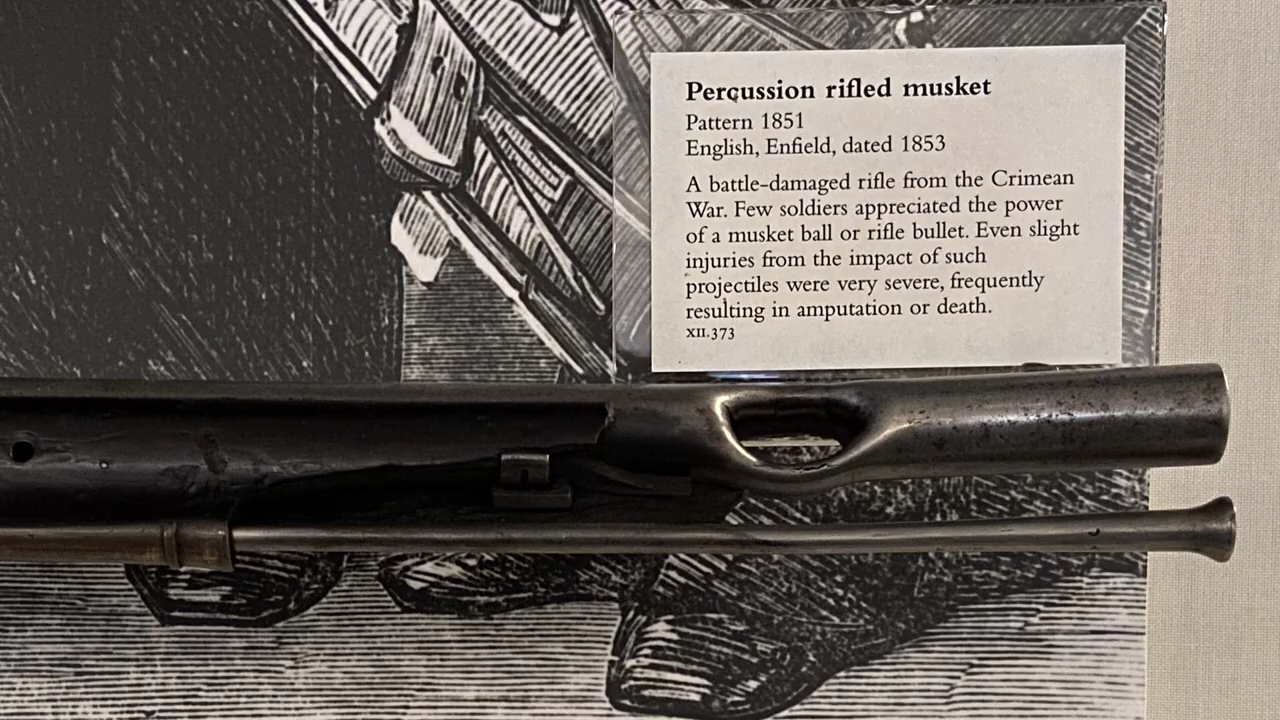 Percussion rifled musket
Pattern 1851
English, Enfield, dated 1853
A battle-damaged rifle from the Crimean
War. Few soldiers appreciated the power
of a musket ball or rifle bullet. Even slight
injuries from the impact of such
projectiles were very severe, frequently
resulting in amputation or death.
XII.373